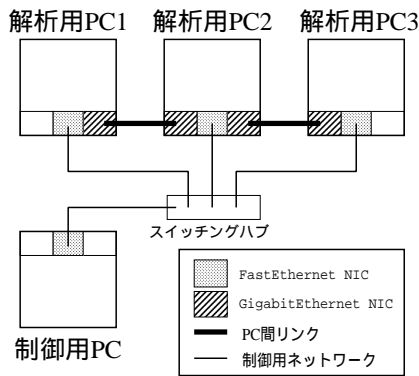 解析用PC1
解析用PC2
解析用PC3
スイッチングハブ
制御用PC
FastEthernet NIC
GigabitEthernet NIC
PC間リンク
制御用ネットワーク